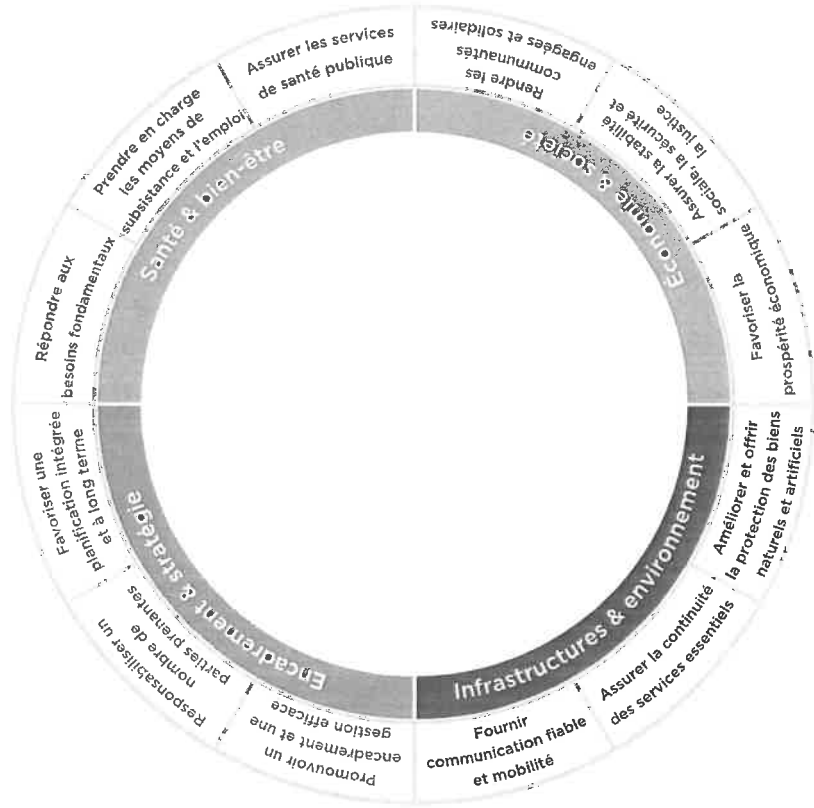 Santé & bien-être
Répondre aux
besoins fondamentaux
Prendre en charge
les moyens de
subsistance et l'emploi
Assurer les services
de santé publique
Économie & société
Rendre les
communautés
engagées et solidaires
Assurer la stabilité
sociale, la sécurité et
la justice
Favoriser la
prospérité économique
Infrastructures & environnement
Améliorer et offrir
la protection des biens
naturels et artificiels
Assurer la continuité
des services essentiels
Fournir
communication fiable
et mobilité
Encadrement & stratégie
Promouvoir un
encadrement et une
gestion efficace
Responsabiliser un
nombre de
parties prenantes
Favoriser une
planification intégrée
et à long terme